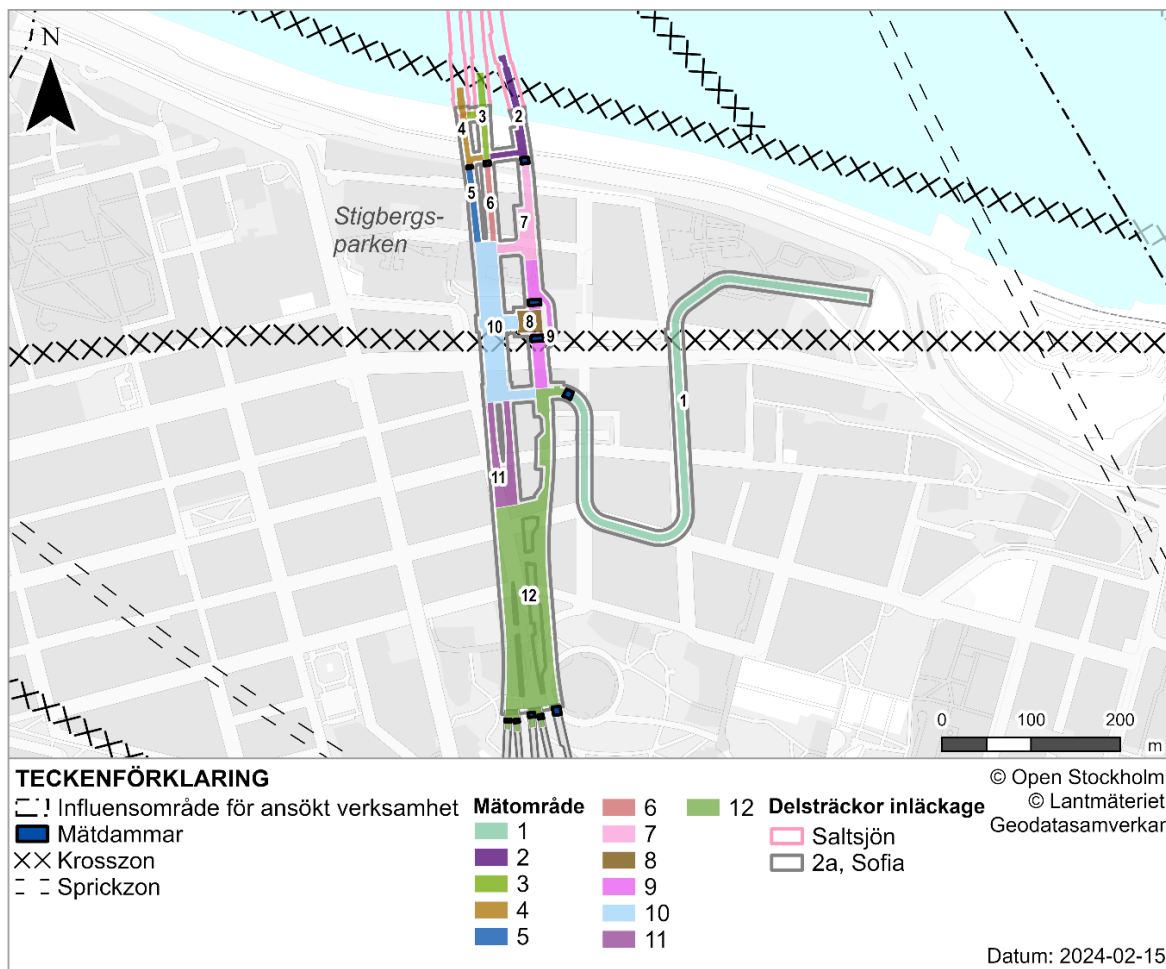 N
3
2
4
5
6
7
Stigbergs-
parken
8
10
9
1
11
12
0 100 200
m
TECKENFÖRKLARING
Influensområde för ansökt verksamhet
Mätdammar
Krosszon
Sprickzon
Mätområde
1
2
3
4
5
6
7
8
9
10
11
12
Delsträckor inläckage
Saltsjön
2a, Sofia
© Open Stockholm
© Lantmäteriet
Geodatasamverkan
Datum: 2024-02-15